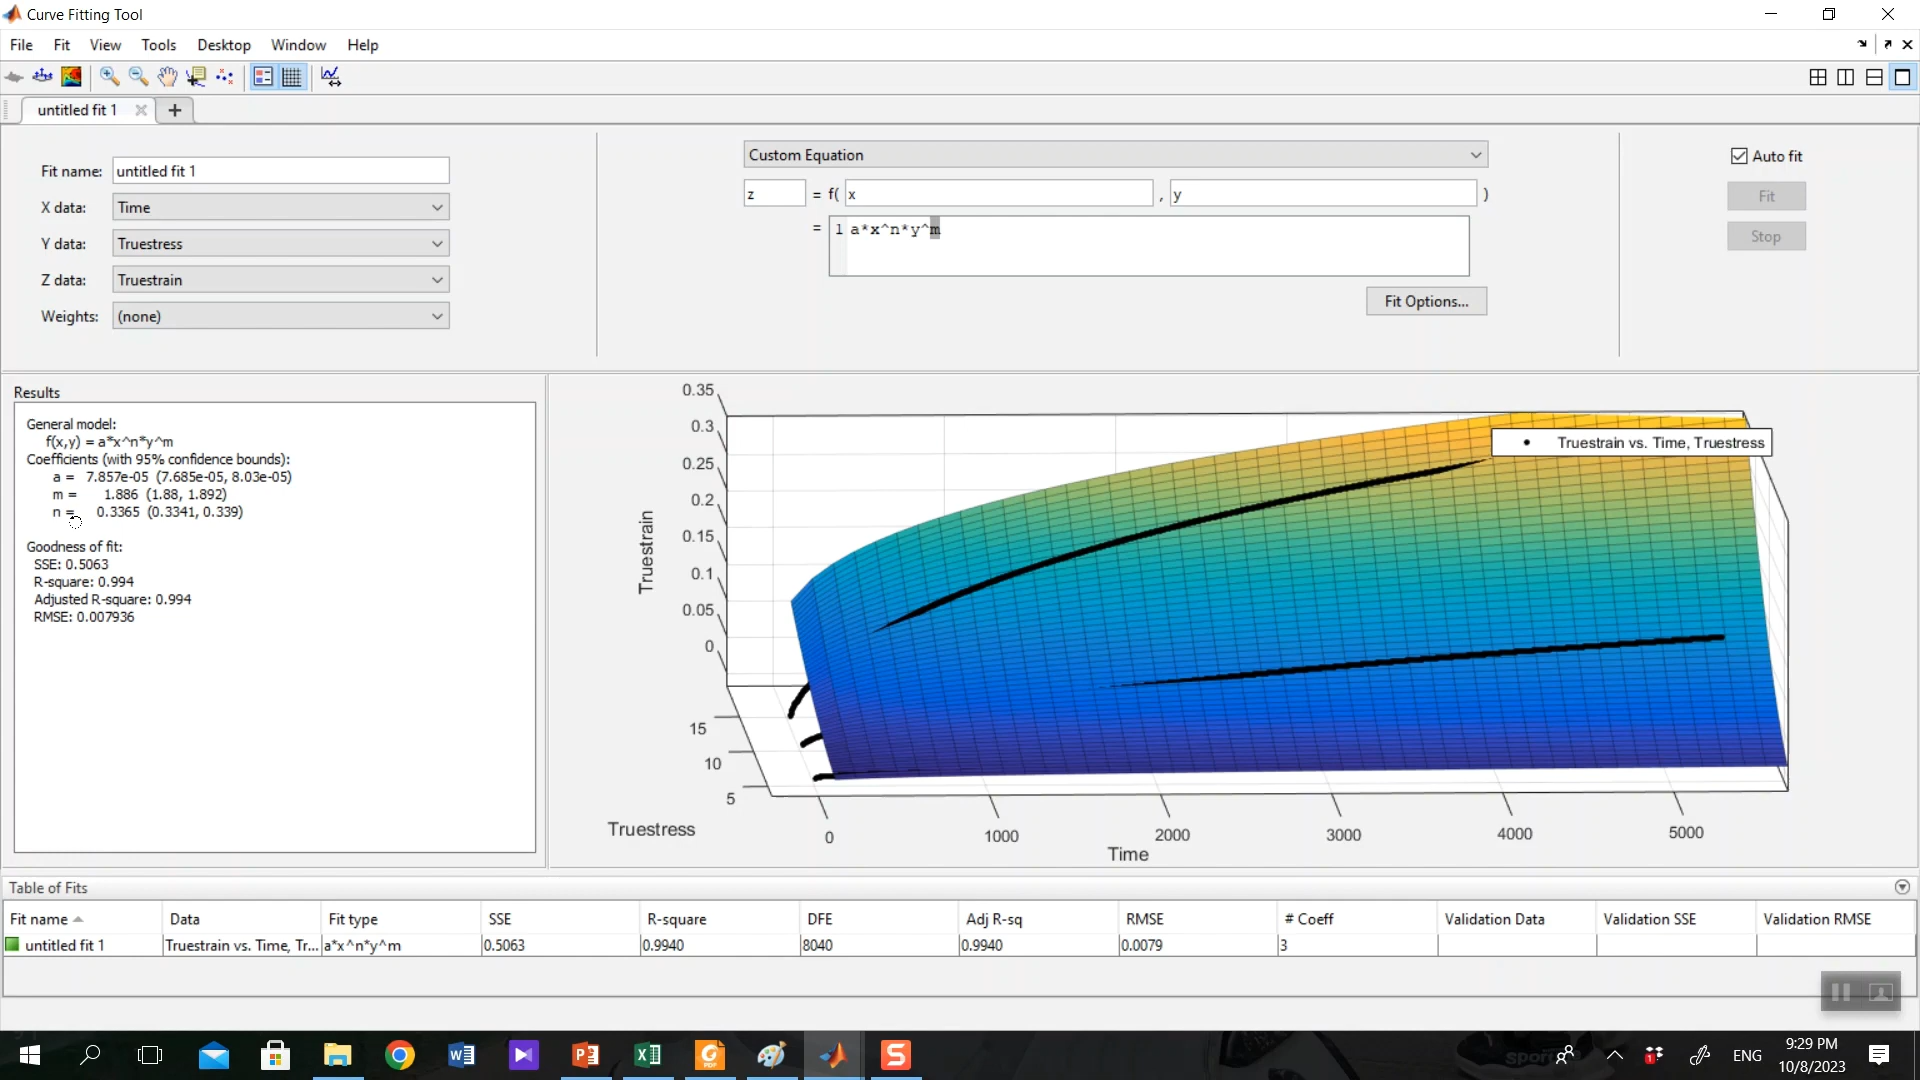 Curve Fitting Tool
File Fit View Tools Desktop Window Help
untitled fit 1
Fit name: untitled fit 1
X data: Time
Y data: Truestress
Z data: Truestrain
Weights: (none)
Custom Equation
z = f( x , y )
= 1 a*x^n*y^m
Fit Options...
Auto fit
Fit
Stop
Results
General model:
f(x,y) = a*x^n*y^m
Coefficients (with 95% confidence bounds):
a = 7.857e-05 (7.685e-05, 8.03e-05)
m = 1.886 (1.88, 1.892)
n = 0.3365 (0.3341, 0.339)
Goodness of fit:
SSE: 0.5063
R-square: 0.994
Adjusted R-square: 0.994
RMSE: 0.007936
0.35
0.3
0.25
0.2
0.15
0.1
0.05
0
Truestrain
15
10
5
Truestress
0 1000 2000 3000 4000 5000
Time
Truestrain vs. Time, Truestress
Table of Fits
Fit name Data Fit type SSE R-square DFE Adj R-sq RMSE # Coeff Validation Data Validation SSE Validation RMSE
untitled fit 1 Truestrain vs. Time, Tr... a*x^n*y^m 0.5063 0.9940 8040 0.9940 0.0079 3
ENG
9:29 PM
10/8/2023